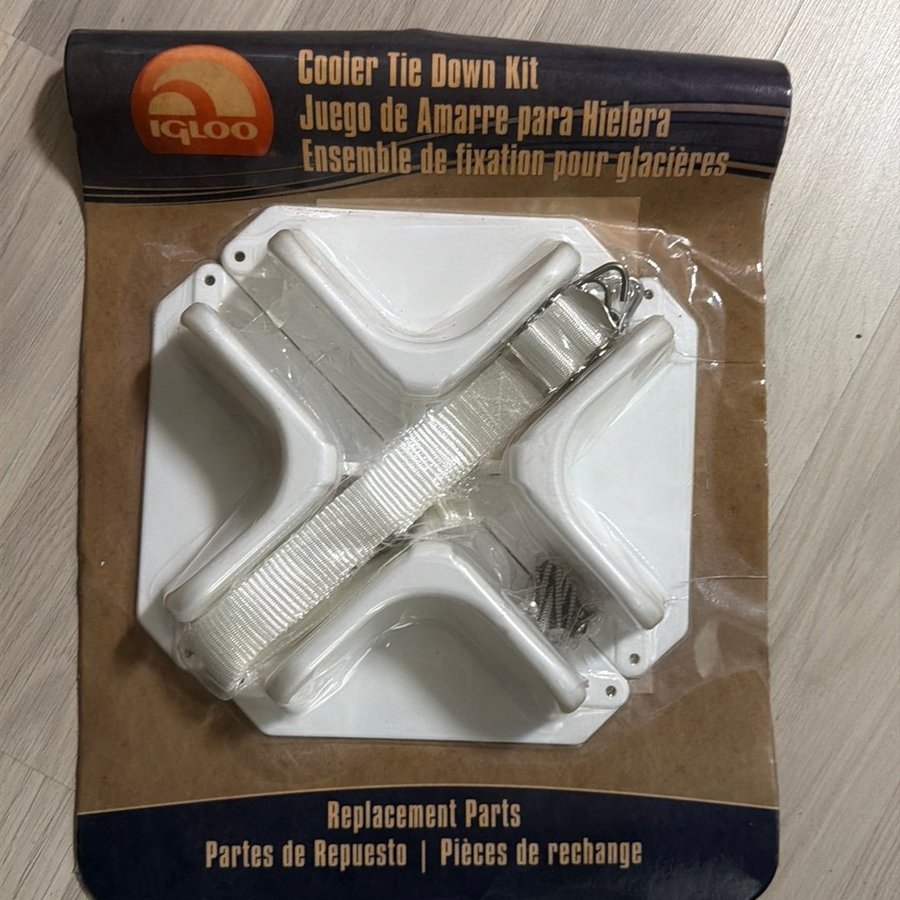 IGLOO
Cooler Tie Down Kit
Juego de Amarre para Hielera
Ensemble de fixation pour glacières
Replacement Parts
Partes de Repuesto | Pièces de rechange